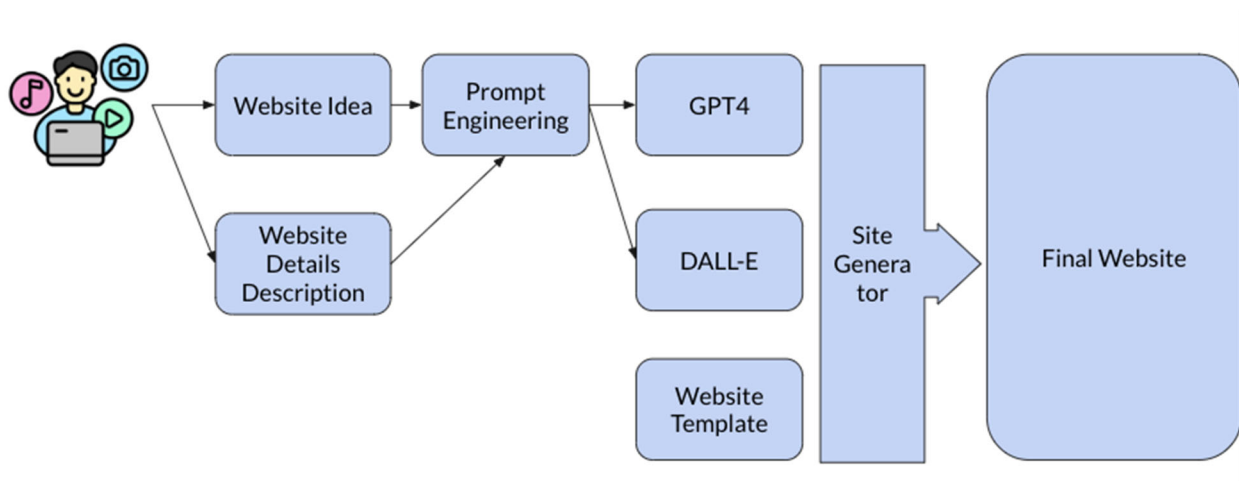 Website Idea
Prompt
Engineering
GPT4
Website
Details
Description
DALL-E
Website
Template
Site
Genera
tor
Final Website